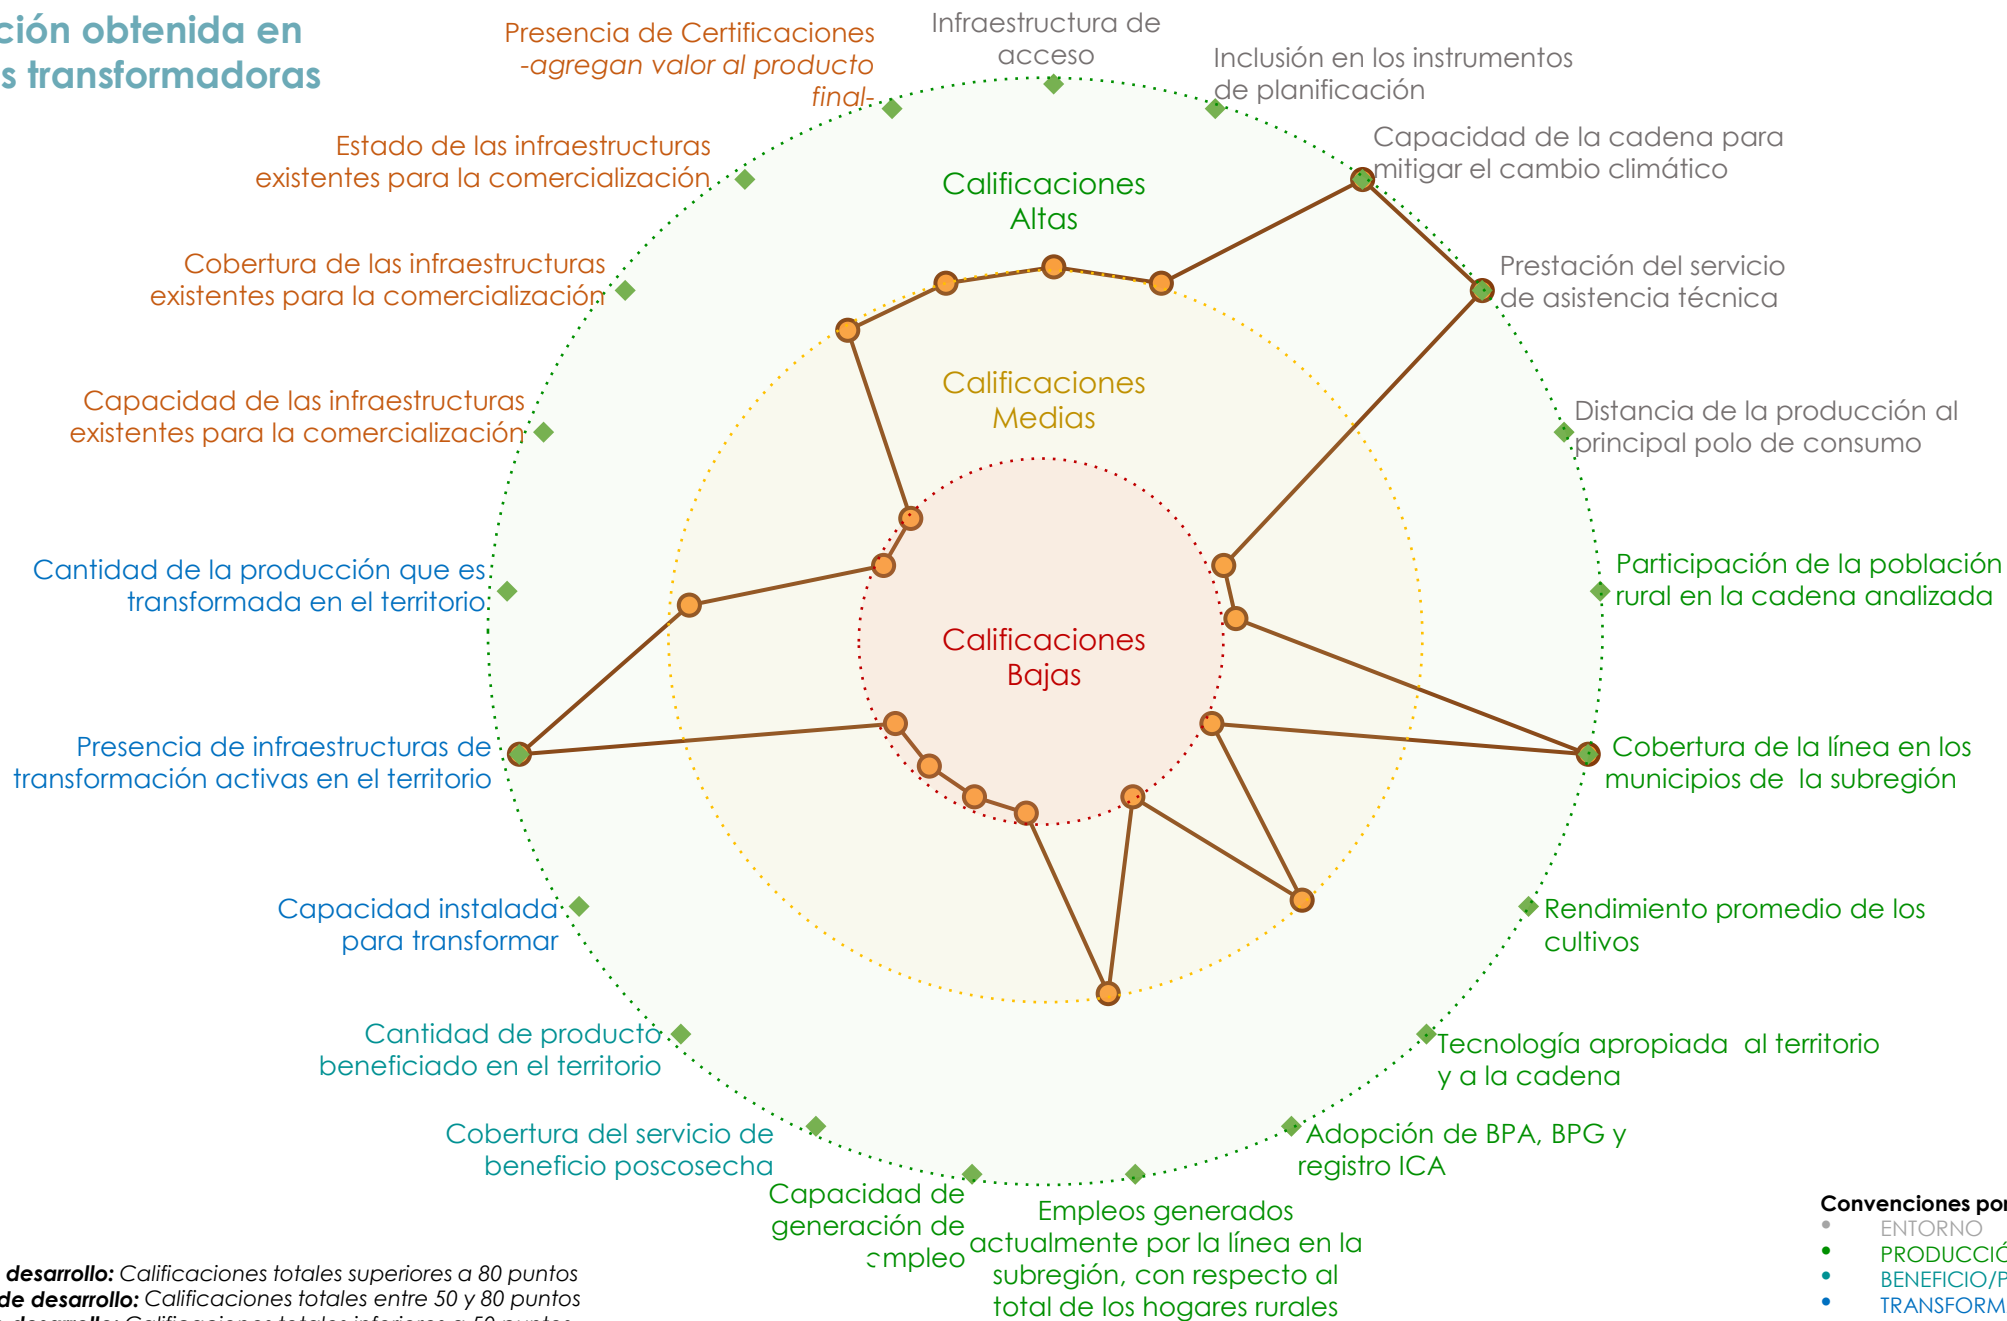 ción obtenida en
s transformadoras
Presencia de Certificaciones
-agregan valor al producto
final-
Infraestructura de
acceso
Inclusión en los instrumentos
de planificación
Capacidad de la cadena para
mitigar el cambio climático
Estado de las infraestructuras
existentes para la comercialización
Calificaciones
Altas
Cobertura de las infraestructuras
existentes para la comercialización
Prestación del servicio
de asistencia técnica
Calificaciones
Medias
Capacidad de las infraestructuras
existentes para la comercialización
Distancia de la producción al
principal polo de consumo
Cantidad de la producción que es
transformada en el territorio
Participación de la población
rural en la cadena analizada
Calificaciones
Bajas
Presencia de infraestructuras de
transformación activas en el territorio
Cobertura de la línea en los
municipios de  la subregión
Capacidad instalada
para transformar
Rendimiento promedio de los
cultivos
Cantidad de producto
beneficiado en el territorio
Tecnología apropiada  al territorio
y a la cadena
Cobertura del servicio de
beneficio poscosecha
Adopción de BPA, BPG y
registro ICA
Capacidad de
generación de
empleo
Empleos generados
actualmente por la línea en la
subregión, con respecto al
total de los hogares rurales
Convenciones por
• ENTORNO
• PRODUCCIÓ
• BENEFICIO/P
• TRANSFORM
desarrollo: Calificaciones totales superiores a 80 puntos
de desarrollo: Calificaciones totales entre 50 y 80 puntos
desarrollo: Calificaciones totales inferiores a 50 puntos